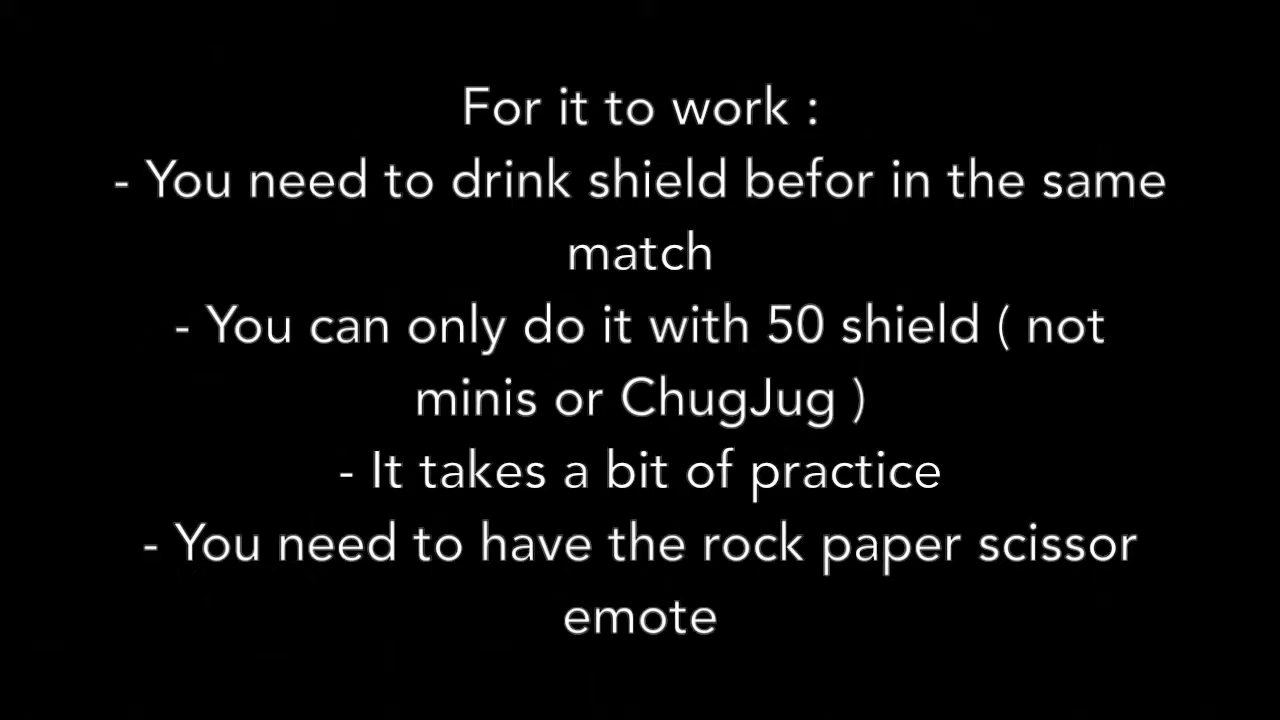 For it to work :
- You need to drink shield befor in the same
match
- You can only do it with 50 shield ( not
minis or ChugJug )
- It takes a bit of practice
- You need to have the rock paper scissor
emote